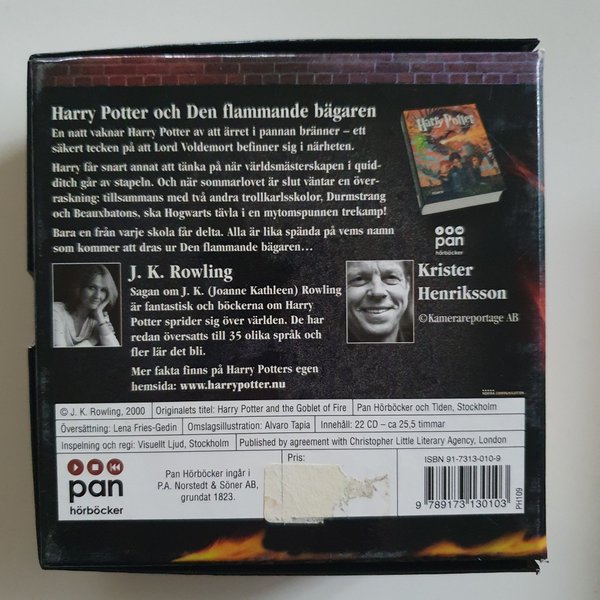 Harry Potter och Den flammande bägaren
En natt vaknar Harry Potter av att ärret i pannan bränner – ett
säkert tecken på att Lord Voldemort befinner sig i närheten.
Harry får snart annat att tänka på när världsmästerskapen i quid-
ditch går av stapeln. Och när sommarlovet är slut väntar en över-
raskning: tillsammans med två andra trollkarlsskolor, Durmstrang
och Beauxbatons, ska Hogwarts tävla i en mytomspunnen trekamp!
Bara en från varje skola får delta. Alla är lika spända på vems namn
som kommer att dras ur Den flammande bägaren…
Harry Potter
pan
hörböcker
J. K. Rowling
Sagan om J. K. (Joanne Kathleen) Rowling
är fantastisk och böckerna om Harry
Potter sprider sig över världen. De har
redan översatts till 35 olika språk och
fler lär det bli.
Mer fakta finns på Harry Potters egen
hemsida: www.harrypotter.nu
Krister
Henriksson
©Kamerareportage AB
© J. K. Rowling, 2000
Originalets titel: Harry Potter and the Goblet of Fire
Pan Hörböcker och Tiden, Stockholm
Översättning: Lena Fries-Gedin
Omslagsillustration: Alvaro Tapia
Innehåll: 22 CD – ca 25,5 timmar
Inspelning och regi: Visuellt Ljud, Stockholm
Published by agreement with Christopher Little Literary Agency, London
pan
hörböcker
Pan Hörböcker ingår i
P.A. Norstedt & Söner AB,
grundat 1823.
Pris:
ISBN 91-7313-010-9
9 789173 130103
PH109